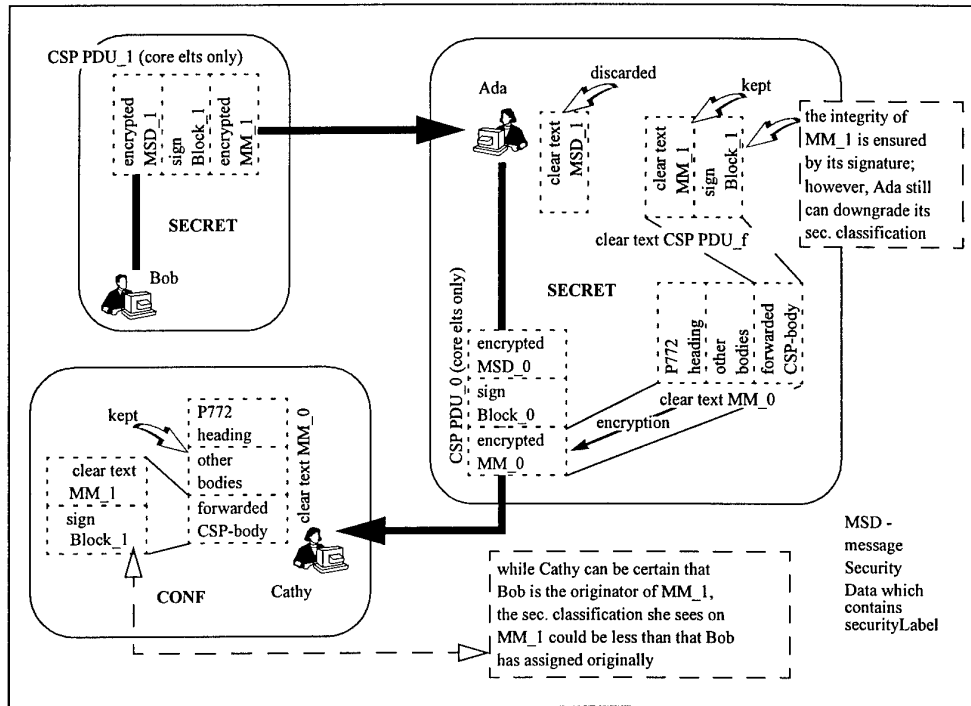 CSP PDU_1 (core elts only)
encrypted
MSD_1
sign
Block_1
encrypted
MM_1
SECRET
Bob
Ada
discarded
clear text
MSD_1
kept
clear text
MM_1
sign
Block_1
the integrity of
MM_1 is ensured
by its signature;
however, Ada still
can downgrade its
sec. classification
clear text CSP PDU_f
SECRET
P772
heading
other
bodies
forwarded
CSP-body
clear text MM_0
encryption
CSP PDU_0 (core elts only)
encrypted
MSD_0
sign
Block_0
encrypted
MM_0
kept
P772
heading
other
bodies
forwarded
CSP-body
clear text MM_0
clear text
MM_1
sign
Block_1
CONF
Cathy
while Cathy can be certain that
Bob is the originator of MM_1,
the sec. classification she sees on
MM_1 could be less than that Bob
has assigned originally
MSD -
message
Security
Data which
contains
securityLabel